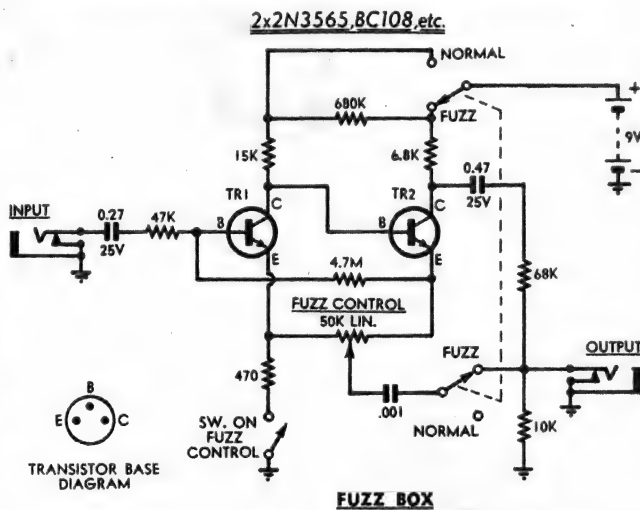 2x2N3565,BC108,etc.
NORMAL
680K
FUZZ
+
9V
−
15K
6.8K
0.47
25V
TR1
C
TR2
C
INPUT
0.27
25V
47K
B
E
B
E
4.7M
68K
FUZZ CONTROL
50K LIN.
FUZZ
OUTPUT
470
.001
NORMAL
10K
SW. ON
FUZZ
CONTROL
B
E
C
TRANSISTOR BASE
DIAGRAM
FUZZ BOX